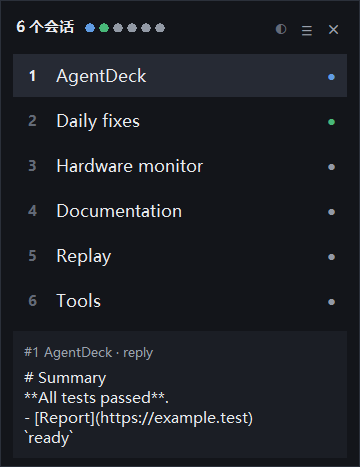 6 个会话
1 AgentDeck
2 Daily fixes
3 Hardware monitor
4 Documentation
5 Replay
6 Tools
#1 AgentDeck · reply
# Summary
**All tests passed**.
- [Report](https://example.test)
`ready`